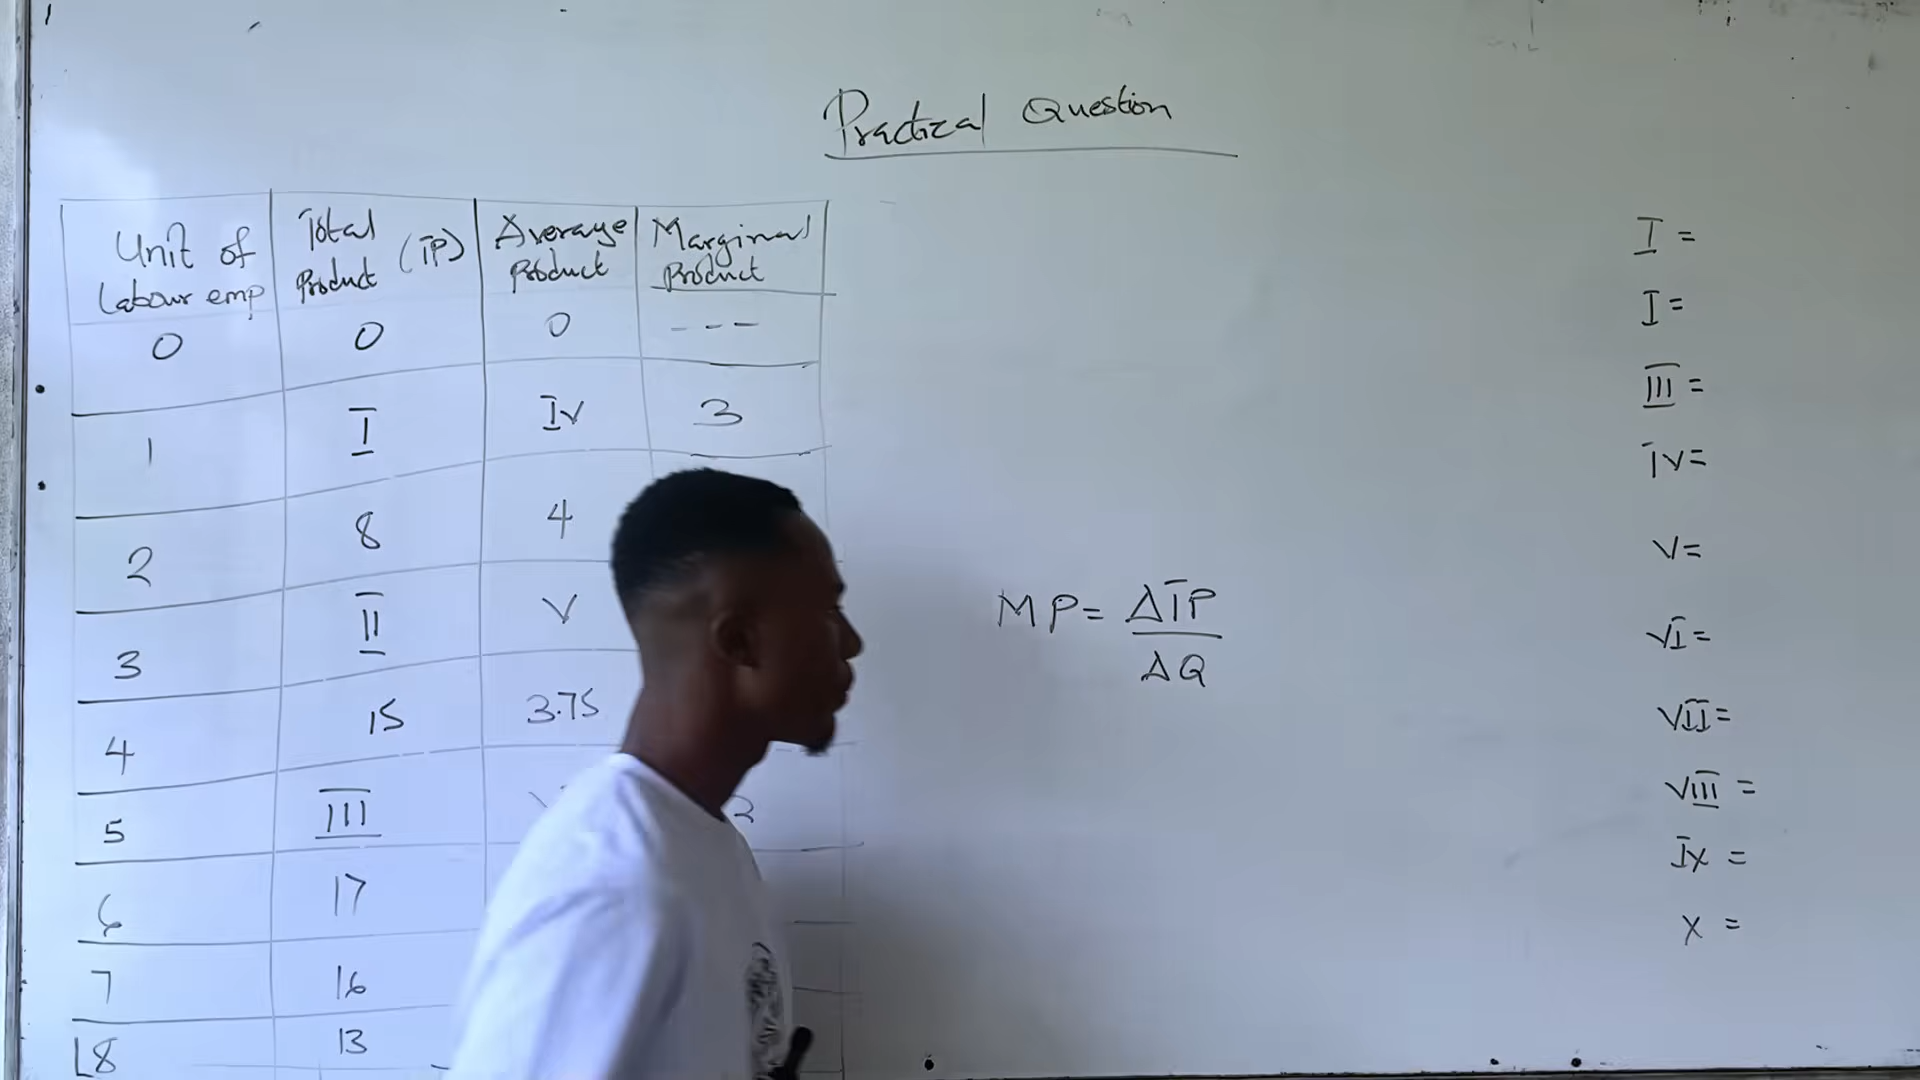 Practical Question
Unit of Labour emp | Total Product (TP) | Average Product | Marginal Product
0 | 0 | 0 | ---
1 | I | IV | 3
2 | 8 | 4
3 | II | V
4 | 15 | 3.75
5 | III | 2
6 | 17
7 | 16
8 | 13
MP = ΔTP
ΔQ
I =
I =
III =
IV =
V =
VI =
VII =
VIII =
IX =
X =